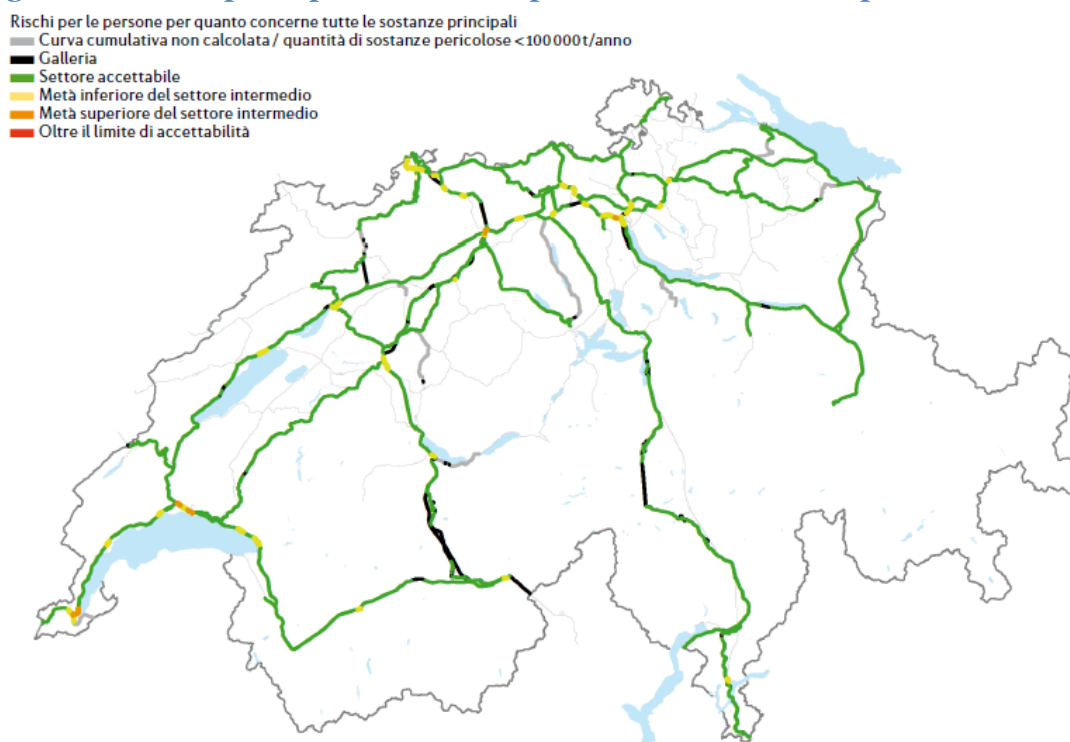 Rischi per le persone per quanto concerne tutte le sostanze principali
Curva cumulativa non calcolata / quantità di sostanze pericolose <100 000 t/anno
Galleria
Settore accettabile
Metà inferiore del settore intermedio
Metà superiore del settore intermedio
Oltre il limite di accettabilità